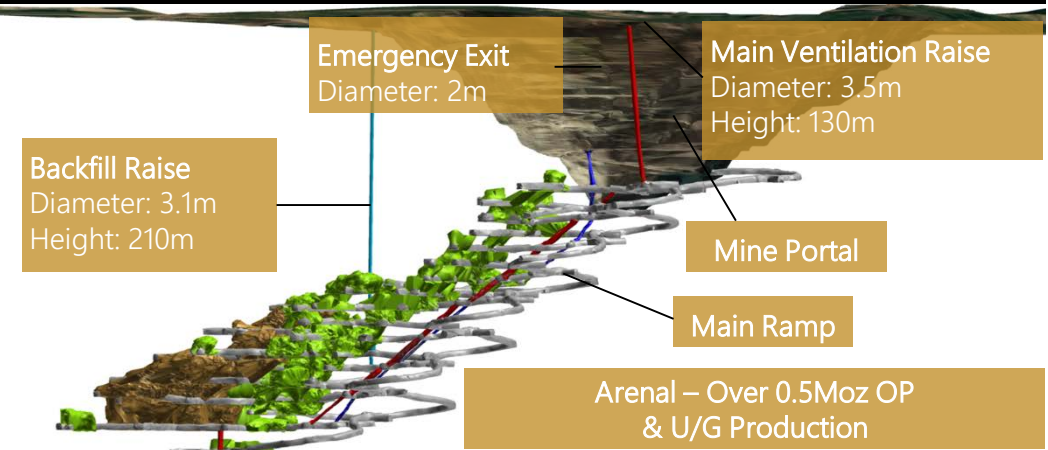 Emergency Exit
Diameter: 2m
Main Ventilation Raise
Diameter: 3.5m
Height: 130m
Backfill Raise
Diameter: 3.1m
Height: 210m
Mine Portal
Main Ramp
Arenal – Over 0.5Moz OP
& U/G Production